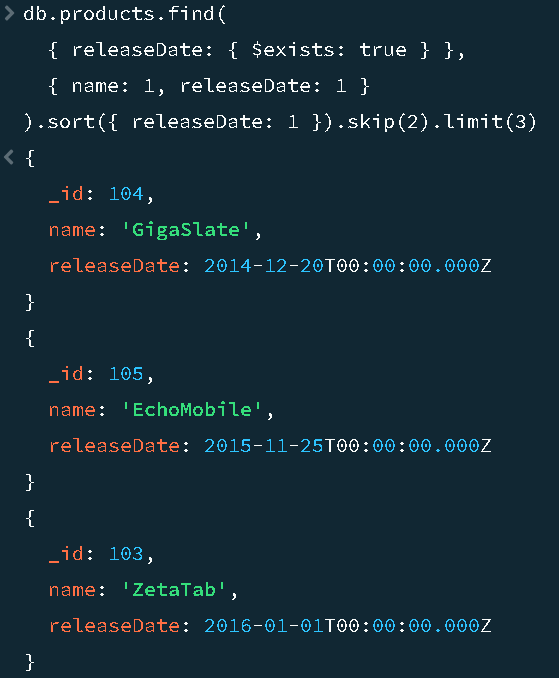 > db.products.find(
{ releaseDate: { $exists: true } },
{ name: 1, releaseDate: 1 }
).sort({ releaseDate: 1 }).skip(2).limit(3)
< {
_id: 104,
name: 'GigaSlate',
releaseDate: 2014-12-20T00:00:00.000Z
}
{
_id: 105,
name: 'EchoMobile',
releaseDate: 2015-11-25T00:00:00.000Z
}
{
_id: 103,
name: 'ZetaTab',
releaseDate: 2016-01-01T00:00:00.000Z
}